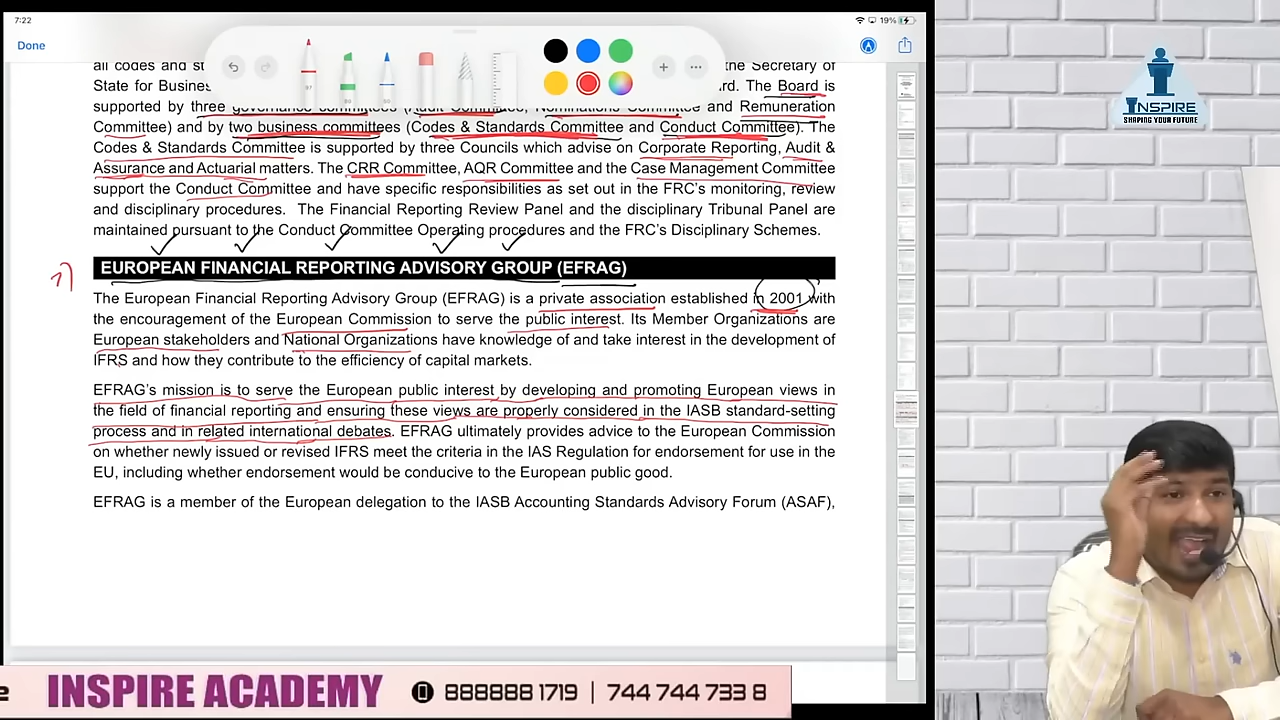 7:22
19%
Done
all codes and st the Secretary of
State for Busine rd. The Board is
supported by and Remuneration
Committee) and by two business committees (Codes & Standards Committee and Conduct Committee). The
Codes & Standards Committee is supported by three Councils which advise on Corporate Reporting, Audit &
Assurance and Actuarial matters. The CRR Committee, AQR Committee and the Case Management Committee
support the Conduct Committee and have specific responsibilities as set out in the FRC's monitoring, review
and disciplinary procedures. The Financial Reporting Review Panel and the disciplinary Tribunal Panel are
maintained pursuant to the Conduct Committee Operating procedures and the FRC's Disciplinary Schemes.
7)
EUROPEAN FINANCIAL REPORTING ADVISORY GROUP (EFRAG)
The European Financial Reporting Advisory Group (EFRAG) is a private association established in 2001 with
the encouragement of the European Commission to serve the public interest. Its Member Organizations are
European stakeholders and National Organizations have knowledge of and take interest in the development of
IFRS and how they contribute to the efficiency of capital markets.
EFRAG's mission is to serve the European public interest by developing and promoting European views in
the field of financial reporting and ensuring these views are properly considered in the IASB standard-setting
process and in related international debates. EFRAG ultimately provides advice to the European Commission
on whether newly issued or revised IFRS meet the criteria in the IAS Regulation for endorsement for use in the
EU, including whether endorsement would be conducive to the European public good.
EFRAG is a member of the European delegation to the IASB Accounting Standards Advisory Forum (ASAF),
INSPIRE
SHAPING YOUR FUTURE
e INSPIRE ACADEMY 888888 1719 | 744 744 733 8